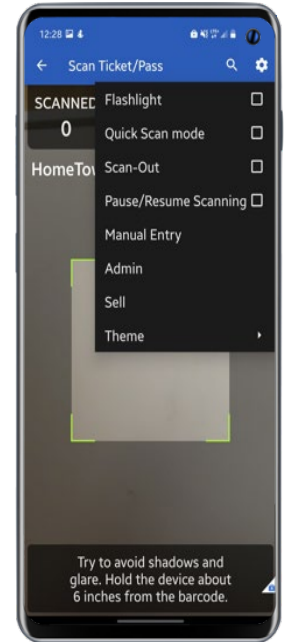 12:28
Scan Ticket/Pass
SCANNED
0
HomeTow
Flashlight
Quick Scan mode
Scan-Out
Pause/Resume Scanning
Manual Entry
Admin
Sell
Theme
Try to avoid shadows and
glare. Hold the device about
6 inches from the barcode.